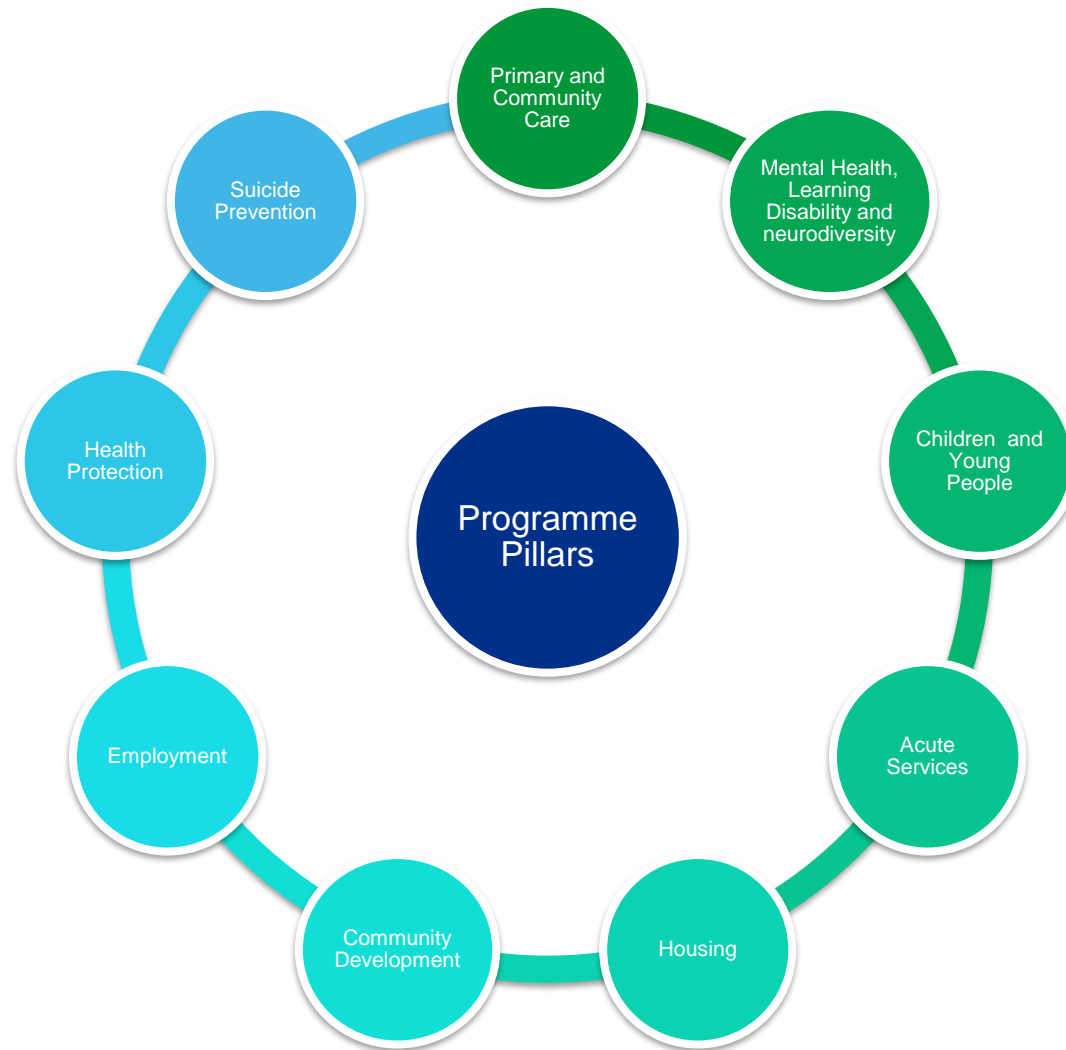 Primary and
Community
Care
Mental Health,
Learning
Disability and
neurodiversity
Children and
Young
People
Acute
Services
Housing
Community
Development
Employment
Health
Protection
Suicide
Prevention
Programme
Pillars